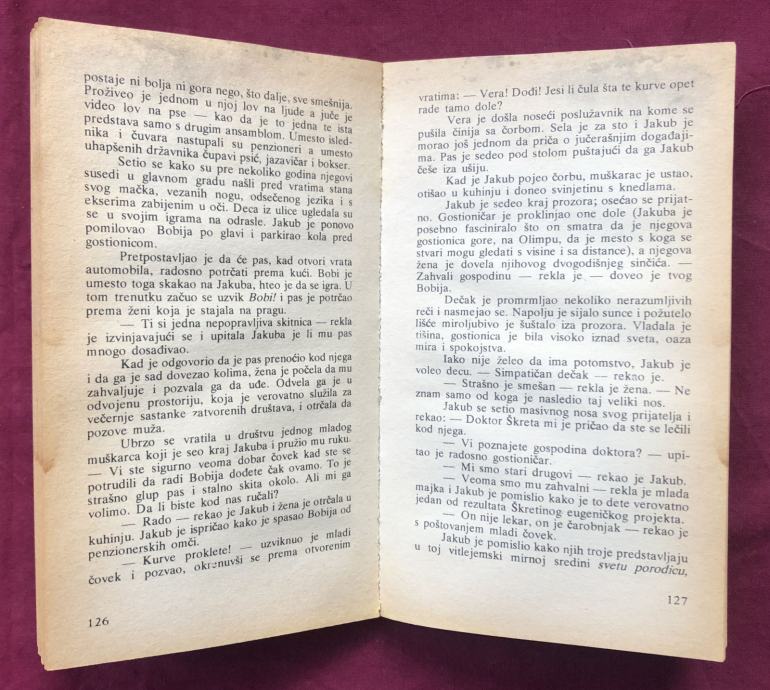 postaje ni bolja ni gora nego, što dalje, sve smešnija.
Proživeo je jednom u njoj lov na ljude a juče je
video lov na pse — kao da je to jedna te ista
predstava samo s drugim ansamblom. Umesto isled-
nika i čuvara nastupali su penzioneri a umesto
uhapšenih državnika čupavi psić, jazavičar i bokser.
Setio se kako su pre nekoliko godina njegovi
susedi u glavnom gradu našli pred vratima stana
svog mačka, vezanih nogu, odsečenog jezika i s
ekserima zabijenim u oči. Deca iz ulice ugledala su
se u svojim igrama na odrasle. Jakub je ponovo
pomilovao Bobija po glavi i parkirao kola pred
gostionicom.
Pretpostavljao je da će pas, kad otvori vrata
automobila, radosno potrčati prema kući. Bobi je
umesto toga skakao na Jakuba, hteo je da se igra. U
tom trenutku začuo se uzvik Bobi! i pas je potrčao
prema ženi koja je stajala na pragu.
— Ti si jedna nepopravljiva skitnica — rekla
je izvinjavajući se i upitala Jakuba je li mu pas
mnogo dosađivao.
Kad je odgovorio da je pas prenoćio kod njega
i da ga je sad dovezao kolima, žena je počela da mu
zahvaljuje i pozvala ga da uđe. Odvela ga je u
odvojenu prostoriju, koja je verovatno služila za
večernje sastanke zatvorenih društava, i otrčala da
pozove muža.
Ubrzo se vratila u društvu jednog mladog
muškarca koji je seo kraj Jakuba i pružio mu ruku.
— Vi ste sigurno veoma dobar čovek kad ste se
potrudili da radi Bobija dođete čak ovamo. To je
strašno glup pas i stalno skita okolo. Ali mi ga
volimo. Da li biste kod nas ručali?
— Rado — rekao je Jakub i žena je otrčala u
kuhinju. Jakub je ispričao kako je spasao Bobija od
penzionerskih omči.
— Kurve proklete! — uzviknuo je mladi
čovek i pozvao, okrenuvši se prema otvorenim
126
vratima: — Vera! Dođi! Jesi li čula šta te kurve opet
rade tamo dole?
Vera je došla noseći poslužavnik na kome se
pušila činija sa čorbom. Sela je za sto i Jakub je
morao još jednom da priča o jučerašnjim događaji-
ma. Pas je sedeo pod stolom puštajući da ga Jakub
češe iza ušiju.
Kad je Jakub pojeo čorbu, muškarac je ustao,
otišao u kuhinju i doneo svinjetinu s knedlama.
Jakub je sedeo kraj prozora; osećao se prijat-
no. Gostioničar je proklinjao one dole (Jakuba je
posebno fasciniralo što on smatra da je njegova
gostionica gore, na Olimpu, da je mesto s koga se
stvari mogu gledati s visine i sa distance), a njegova
žena je dovela njihovog dvogodišnjeg sinčića. —
Zahvali gospodinu — rekla je — doveo je tvog
Bobija.
Dečak je promrmljao nekoliko nerazumljivih
reči i nasmejao se. Napolju je sijalo sunce i požutelo
lišće miroljubivo je šuštalo iza prozora. Vladala je
tišina, gostionica je bila visoko iznad sveta, oaza
mira i spokojstva.
Iako nije želeo da ima potomstvo, Jakub je
voleo decu. — Simpatičan dečak — rekao je.
— Strašno je smešan — rekla je žena. — Ne
znam samo od koga je nasledio taj veliki nos.
Jakub se setio masivnog nosa svog prijatelja i
rekao: — Doktor Škreta mi je pričao da ste se lečili
kod njega.
— Vi poznajete gospodina doktora? — upi-
tao je radosno gostioničar.
— Mi smo stari drugovi — rekao je Jakub.
— Veoma smo mu zahvalni — rekla je mlada
majka i Jakub je pomislio kako je to dete verovatno
jedan od rezultata Škretinog eugeničkog projekta.
— On nije lekar, on je čarobnjak — rekao je
s poštovanjem mladi čovek.
Jakub je pomislio kako njih troje predstavljaju
u toj vitlejemski mirnoj sredini svetu porodicu,
127